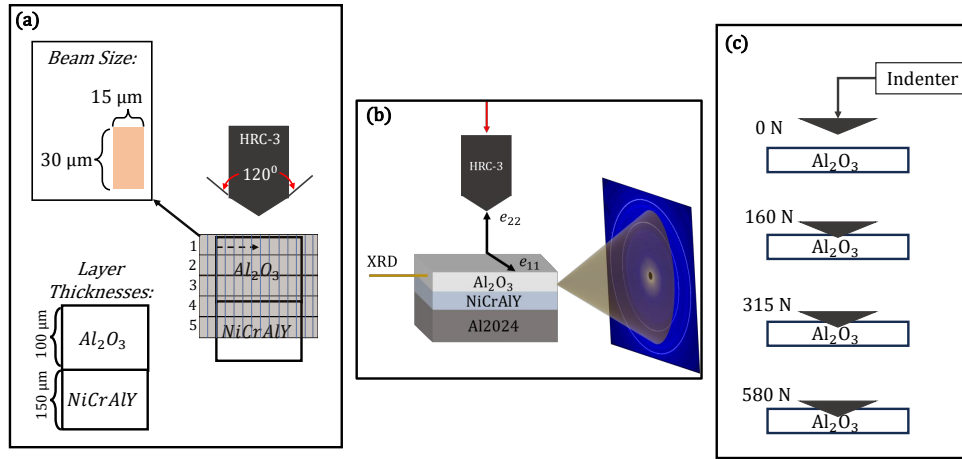 (a)
Beam Size:
15 μm
30 μm
HRC-3
120⁰
1
2
3
4
5
Al₂O₃
NiCrAlY
Layer
Thicknesses:
100 μm
Al₂O₃
150 μm
NiCrAlY
(b)
HRC-3
e₂₂
e₁₁
XRD
Al₂O₃
NiCrAlY
Al2024
(c)
Indenter
0 N
Al₂O₃
160 N
Al₂O₃
315 N
Al₂O₃
580 N
Al₂O₃